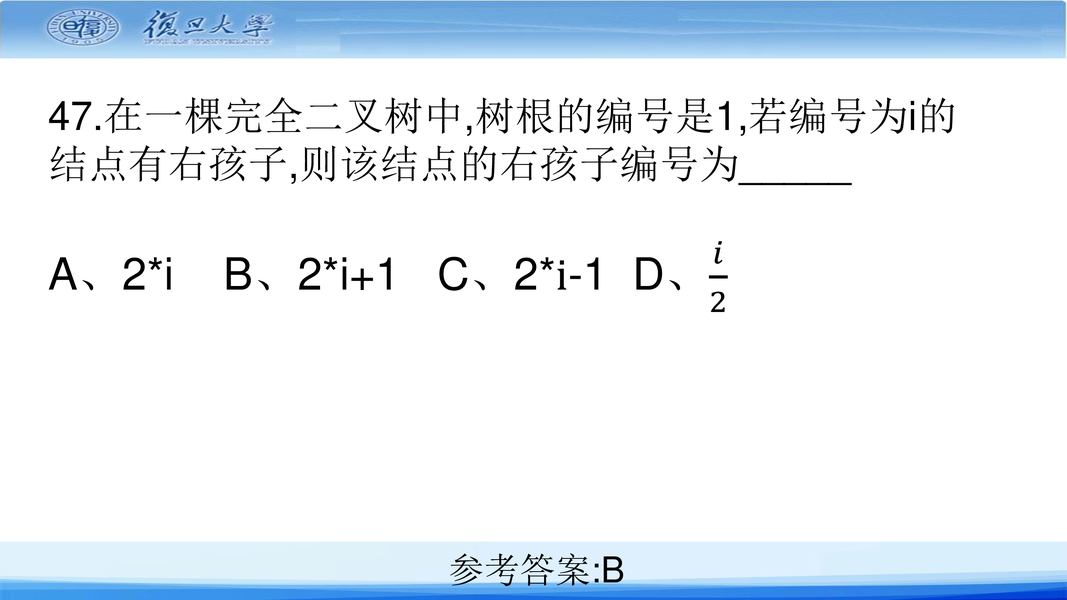 復旦大學
47.在一棵完全二叉树中,树根的编号是1,若编号为i的
结点有右孩子,则该结点的右孩子编号为_____
A、2*i B、2*i+1 C、2*i-1 D、i/2
参考答案:B